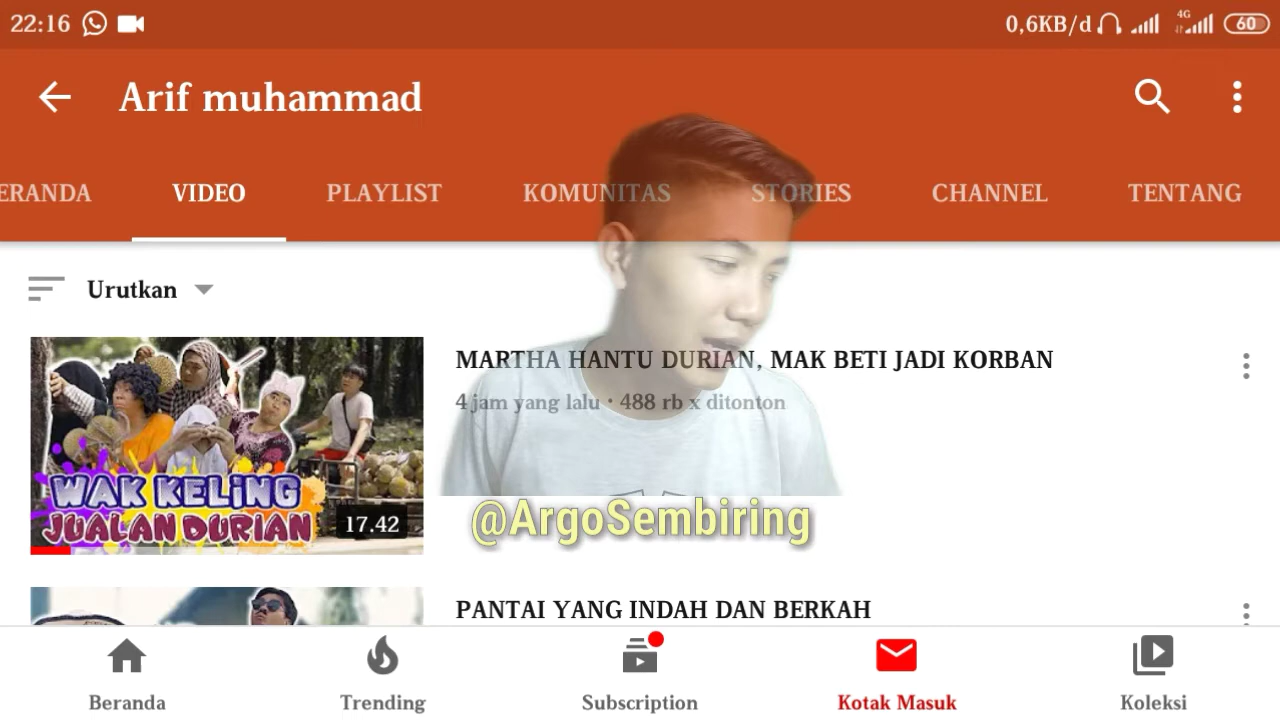 22:16
0,6KB/d
4G
60
Arif muhammad
ERANDA
VIDEO
PLAYLIST
KOMUNITAS
STORIES
CHANNEL
TENTANG
Urutkan
WAK KELING
JUALAN DURIAN
17.42
MARTHA HANTU DURIAN, MAK BETI JADI KORBAN
4 jam yang lalu · 488 rb x ditonton
@ArgoSembiring
PANTAI YANG INDAH DAN BERKAH
Beranda
Trending
Subscription
Kotak Masuk
Koleksi